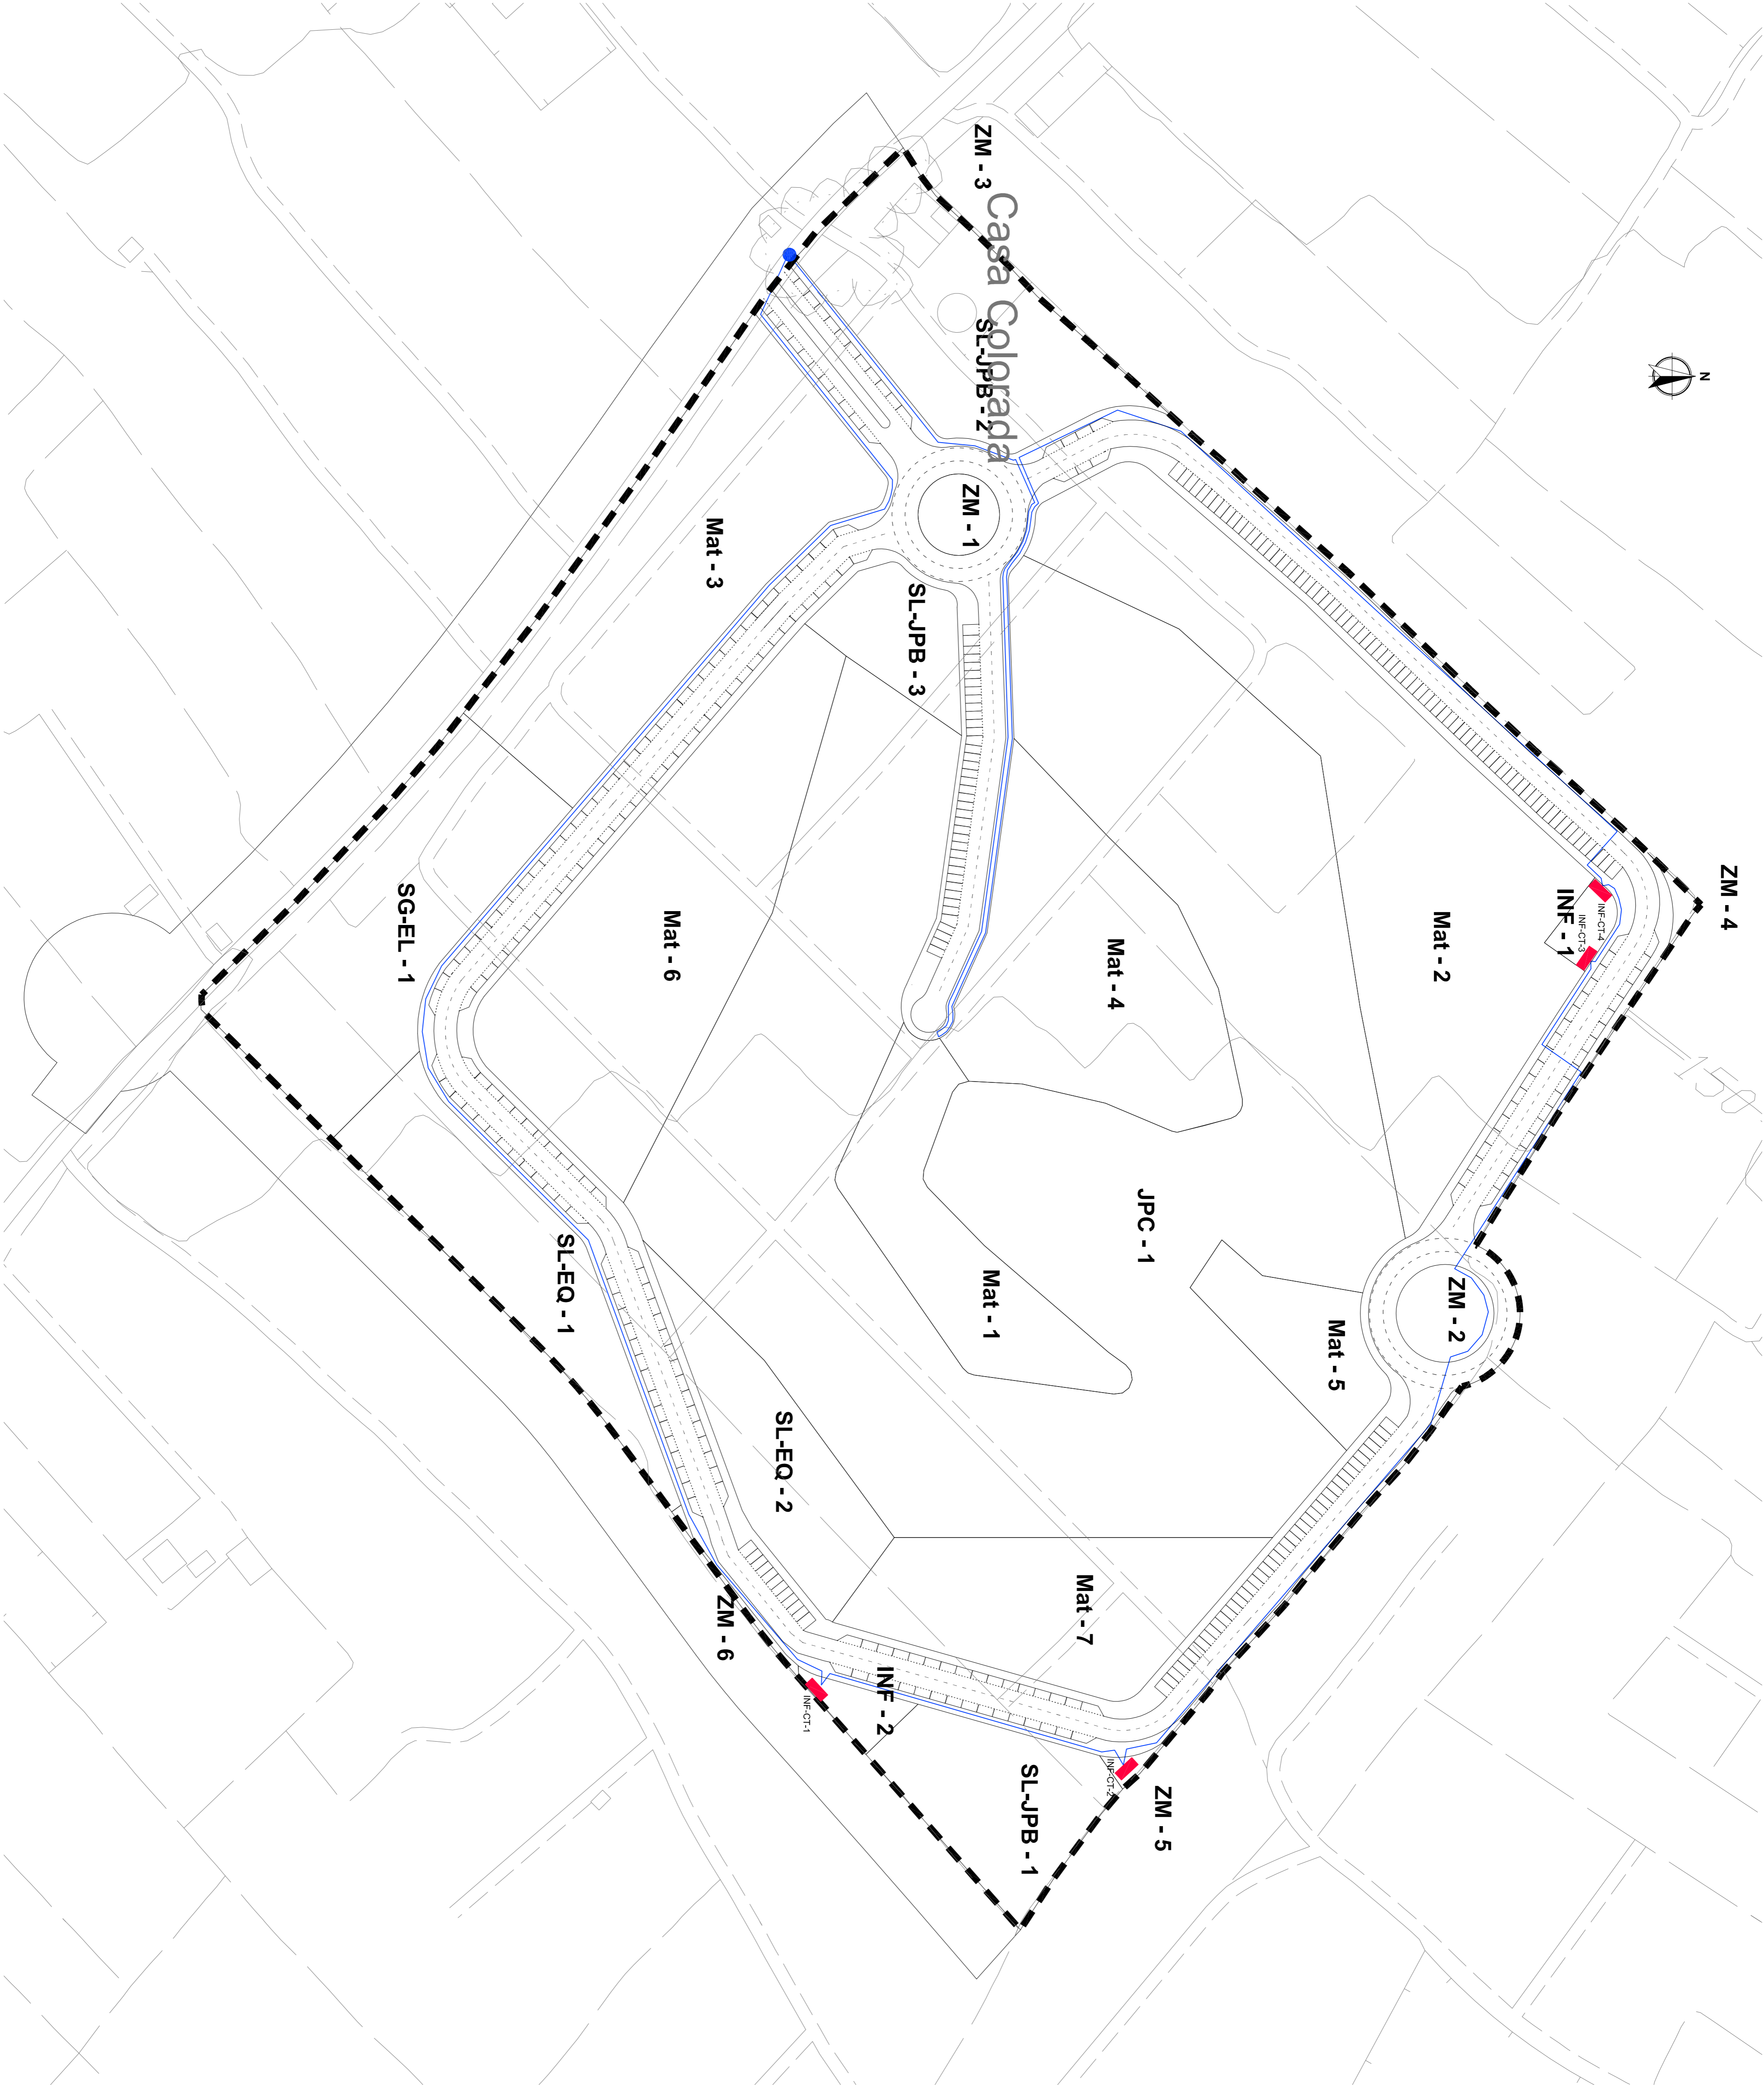 N
ZM - 4
ZM - 3
Casa Colorada
SL-JPB - 2
ZM - 1
Mat - 3
SL-JPB - 3
INF-CT-4
INF-CT-3
INF - 1
Mat - 2
Mat - 4
Mat - 6
SG-EL - 1
JPC - 1
ZM - 2
Mat - 5
Mat - 1
SL-EQ - 1
SL-EQ - 2
Mat - 7
ZM - 6
INF - 2
INF-CT-1
INF-CT-2
ZM - 5
SL-JPB - 1